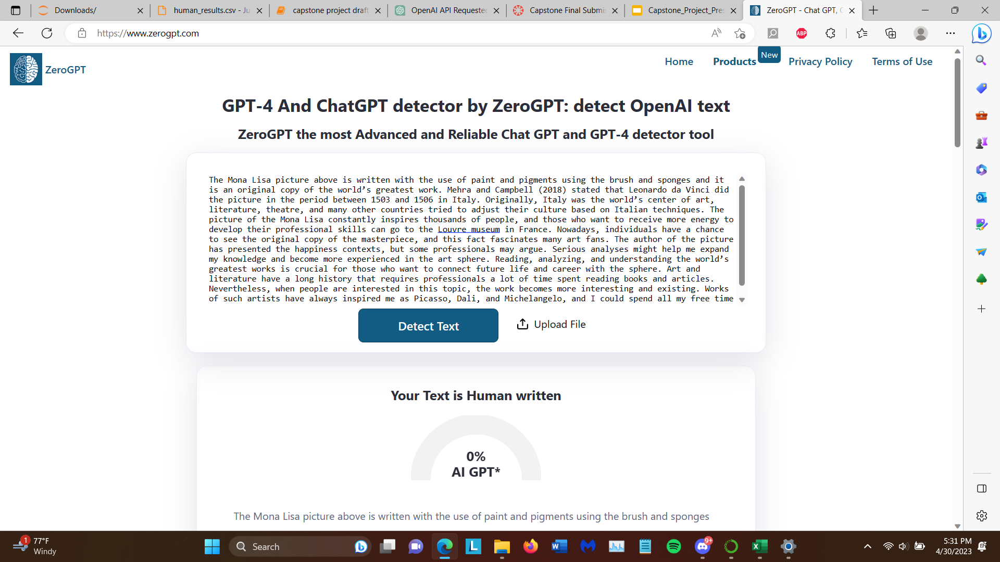 Downloads/
human_results.csv - Ju
capstone project draft
OpenAI API Requested
Capstone Final Submis
Capstone_Project_Pres
ZeroGPT - Chat GPT,
https://www.zerogpt.com
ABP
ZeroGPT
Home
Products
New
Privacy Policy
Terms of Use
GPT-4 And ChatGPT detector by ZeroGPT: detect OpenAI text
ZeroGPT the most Advanced and Reliable Chat GPT and GPT-4 detector tool
The Mona Lisa picture above is written with the use of paint and pigments using the brush and sponges and it
is an original copy of the world’s greatest work. Mehra and Campbell (2018) stated that Leonardo da Vinci did
the picture in the period between 1503 and 1506 in Italy. Originally, Italy was the world’s center of art,
literature, theatre, and many other countries tried to adjust their culture based on Italian techniques. The
picture of the Mona Lisa constantly inspires thousands of people, and those who want to receive more energy to
develop their professional skills can go to the Louvre museum in France. Nowadays, individuals have a chance
to see the original copy of the masterpiece, and this fact fascinates many art fans. The author of the picture
has presented the happiness contexts, but some professionals may argue. Serious analyses might help me expand
my knowledge and become more experienced in the art sphere. Reading, analyzing, and understanding the world’s
greatest works is crucial for those who want to connect future life and career with the sphere. Art and
literature have a long history that requires professionals a lot of time spent reading books and articles.
Nevertheless, when people are interested in this topic, the work becomes more interesting and existing. Works
of such artists have always inspired me as Picasso, Dali, and Michelangelo, and I could spend all my free time
Detect Text
Upload File
Your Text is Human written
0%
AI GPT*
The Mona Lisa picture above is written with the use of paint and pigments using the brush and sponges
1
77°F
Windy
Search
9+
5:31 PM
4/30/2023